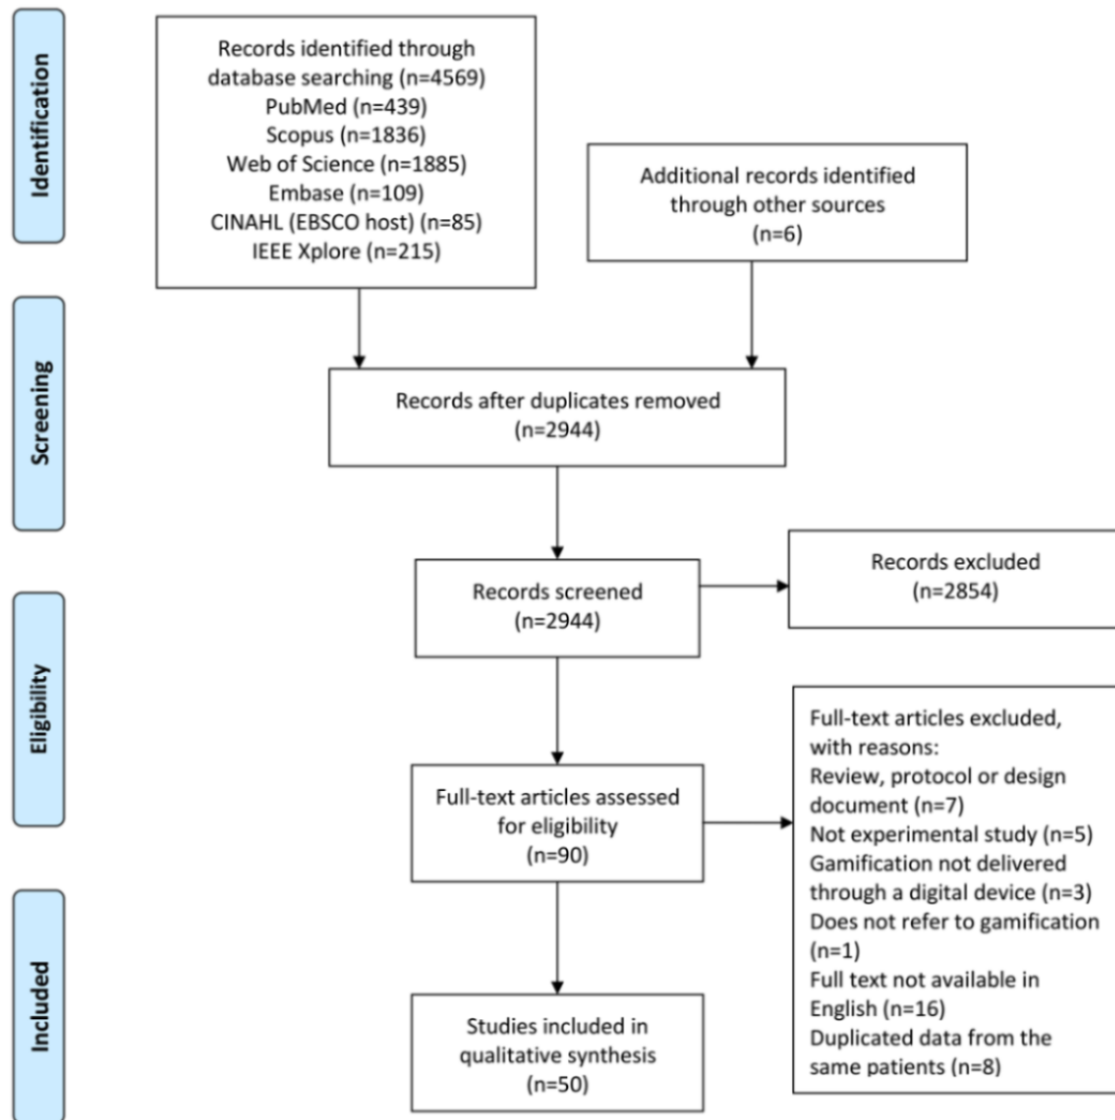 Identification
Records identified through
database searching (n=4569)
PubMed (n=439)
Scopus (n=1836)
Web of Science (n=1885)
Embase (n=109)
CINAHL (EBSCO host) (n=85)
IEEE Xplore (n=215)
Additional records identified
through other sources
(n=6)
Screening
Records after duplicates removed
(n=2944)
Records screened
(n=2944)
Records excluded
(n=2854)
Eligibility
Full-text articles assessed
for eligibility
(n=90)
Full-text articles excluded,
with reasons:
Review, protocol or design
document (n=7)
Not experimental study (n=5)
Gamification not delivered
through a digital device (n=3)
Does not refer to gamification
(n=1)
Full text not available in
English (n=16)
Duplicated data from the
same patients (n=8)
Included
Studies included in
qualitative synthesis
(n=50)